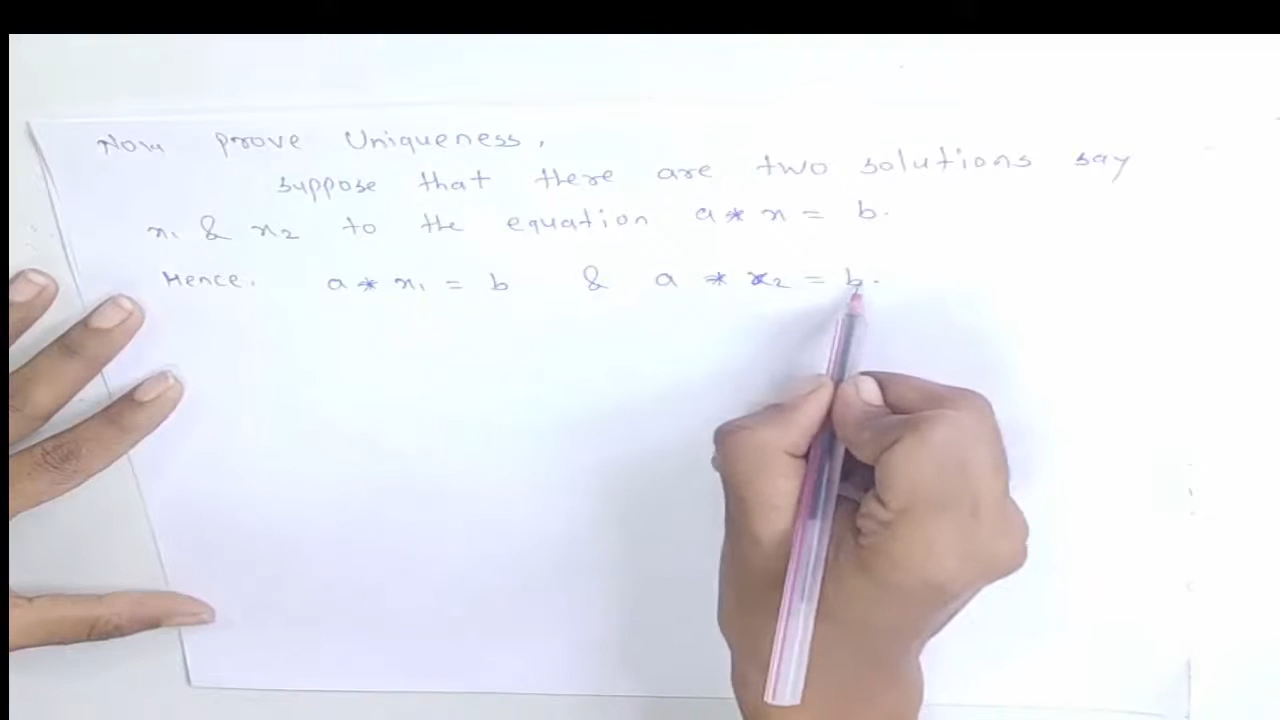 Now prove Uniqueness,
suppose that there are two solutions say
x₁ & x₂ to the equation a * x = b.
Hence. a * x₁ = b & a * x₂ = b.